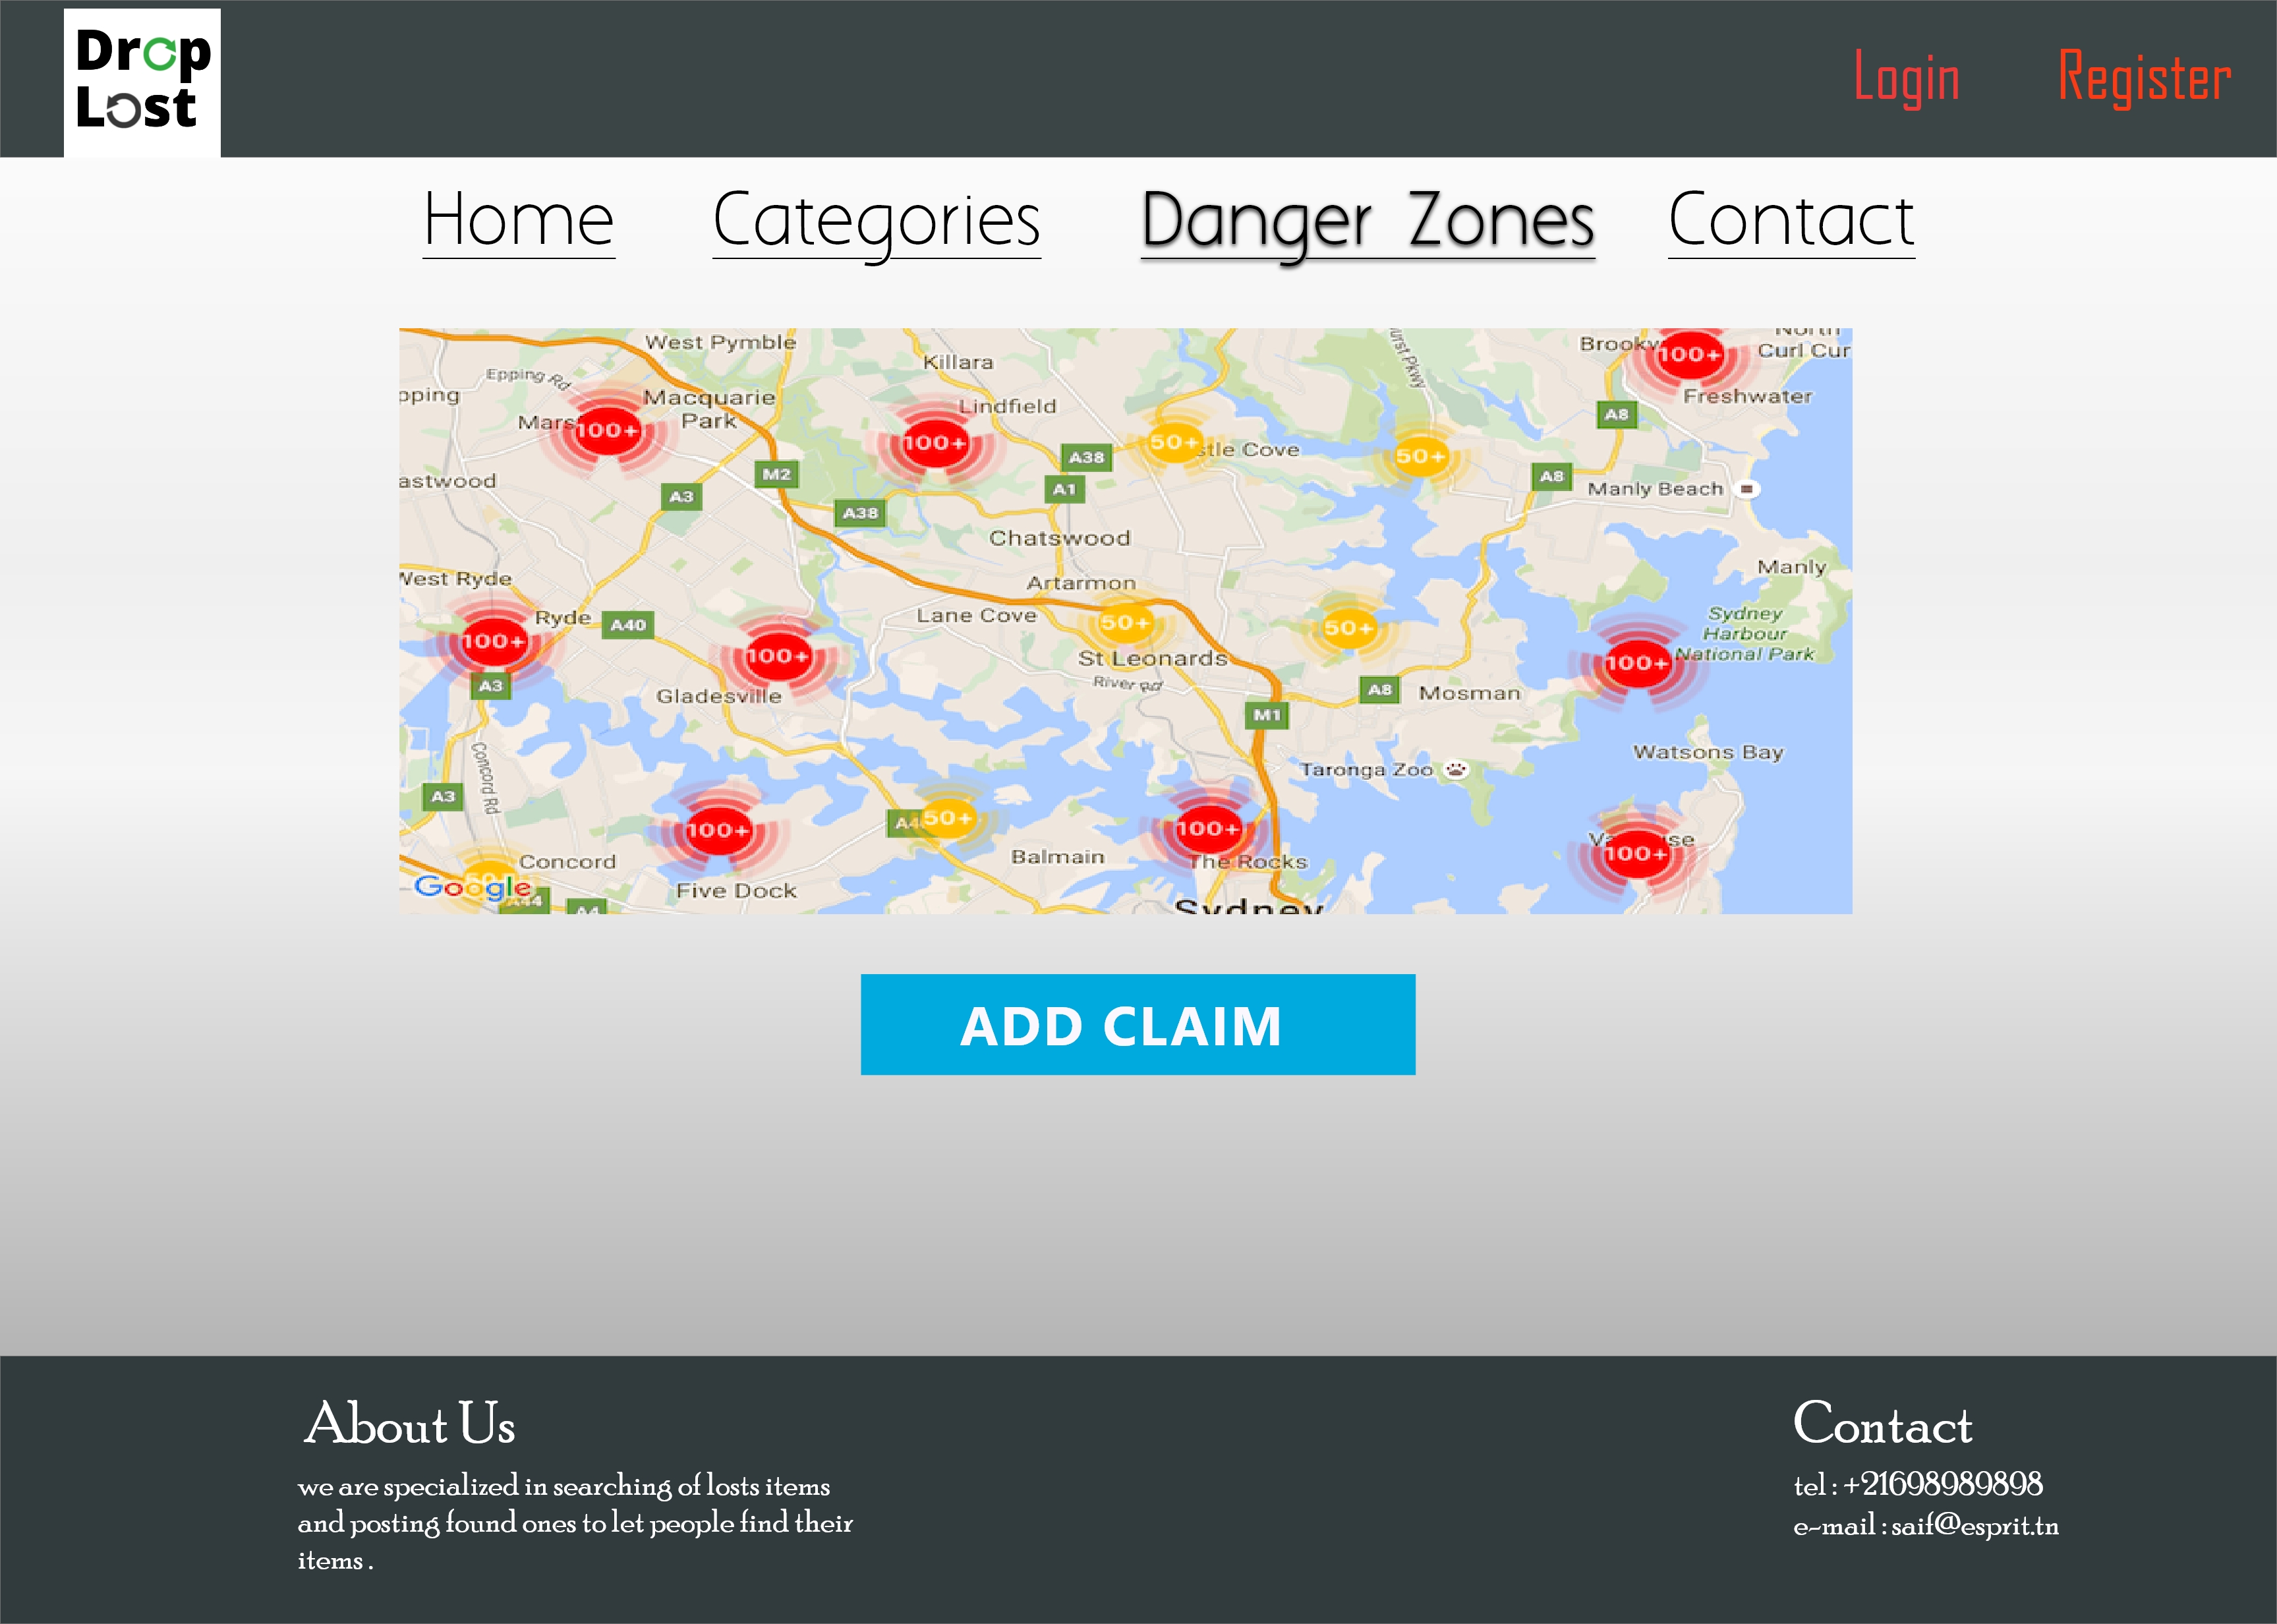 Drop
Lost
Login Register
Home Categories Danger Zones Contact
West Pymble
North
Brookv
Curl Cur
Killara
Epping Rd
urst Pkwy
pping
Macquarie
Park
Freshwater
Lindfield
Mars
100+
100+
100+
A8
50+
50+
stle Cove
A38
M2
A8
astwood
A3
A1
Manly Beach
A38
Chatswood
West Ryde
Artarmon
Manly
Ryde
A40
Lane Cove
50+
50+
Sydney
Harbour
National Park
100+
100+
100+
St Leonards
River Rd
A3
Gladesville
A8
Mosman
M1
Watsons Bay
Concord Rd
Taronga Zoo
A3
100+
A4
50+
100+
Va
se
100+
Concord
Balmain
The Rocks
50+
Google
A44
Five Dock
A4
Sydney
ADD CLAIM
About Us
we are specialized in searching of losts items
and posting found ones to let people find their
items .
Contact
tel : +21698989898
e-mail : saif@esprit.tn